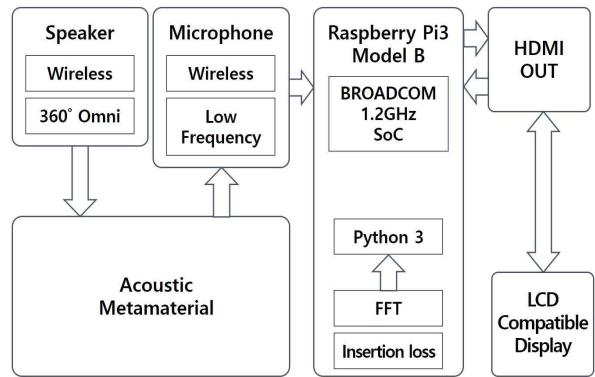 Speaker
Wireless
360° Omni
Microphone
Wireless
Low
Frequency
Acoustic
Metamaterial
Raspberry Pi3
Model B
BROADCOM
1.2GHz
SoC
Python 3
FFT
Insertion loss
HDMI
OUT
LCD
Compatible
Display